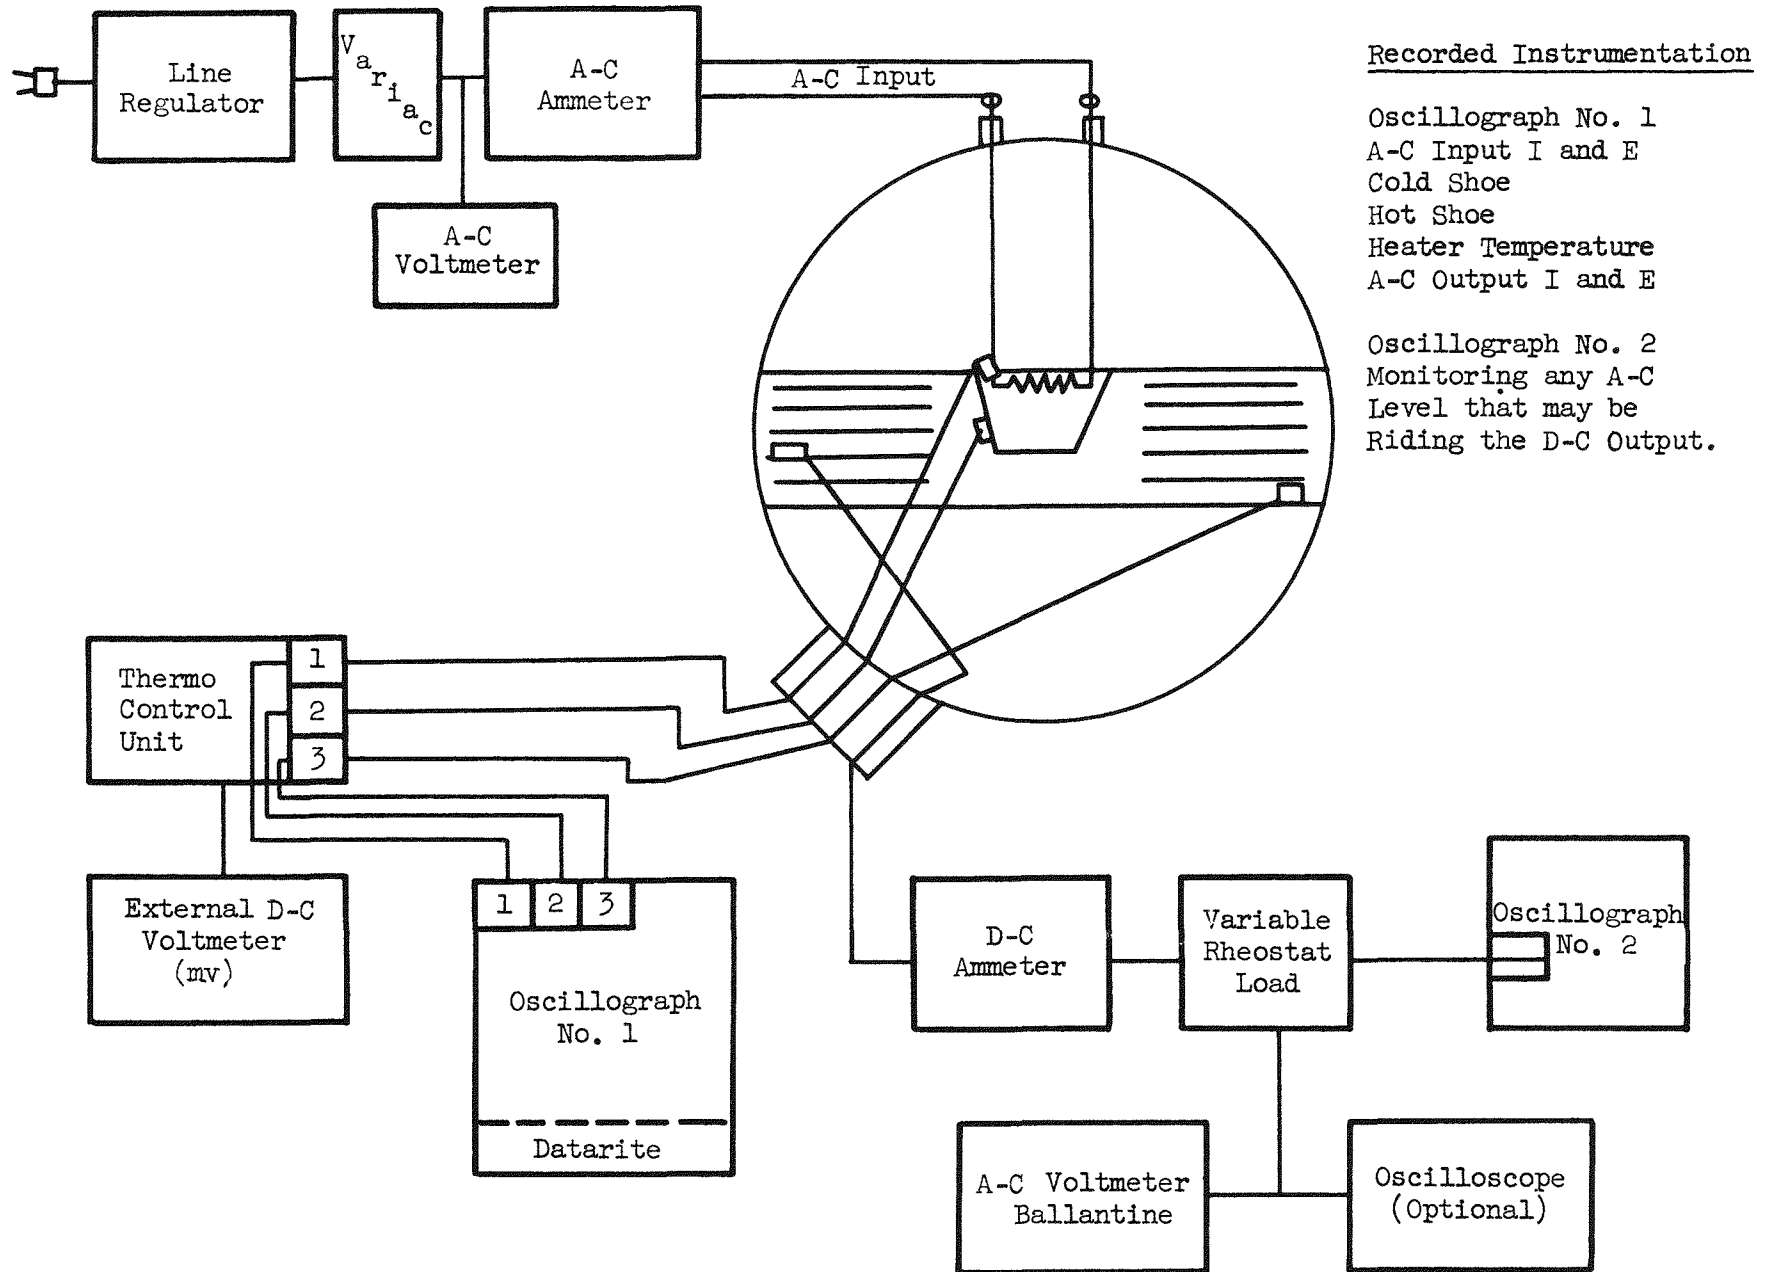 Line
Regulator
Variac
A-C
Ammeter
A-C Input
A-C
Voltmeter
Recorded Instrumentation
Oscillograph No. 1
A-C Input I and E
Cold Shoe
Hot Shoe
Heater Temperature
A-C Output I and E
Oscillograph No. 2
Monitoring any A-C
Level that may be
Riding the D-C Output.
Thermo
Control
Unit
1
2
3
External D-C
Voltmeter
(mv)
1 2 3
Oscillograph
No. 1
Datarite
D-C
Ammeter
Variable
Rheostat
Load
Oscillograph
No. 2
A-C Voltmeter
Ballantine
Oscilloscope
(Optional)